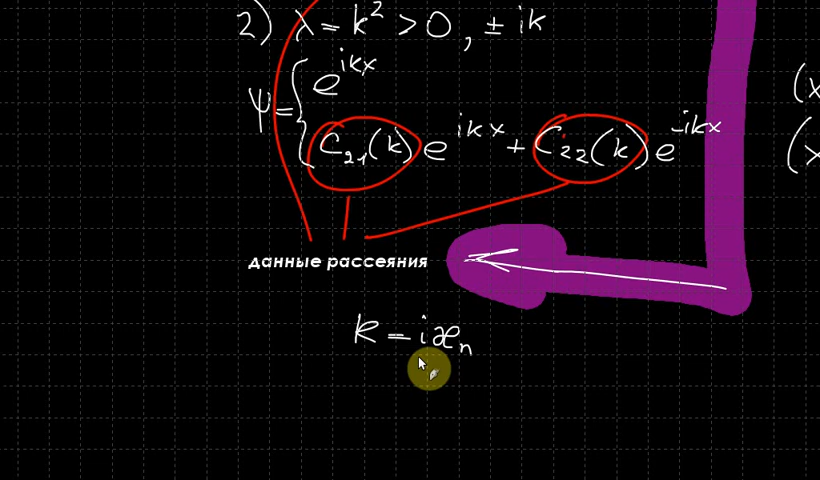 2) λ = k² > 0, ± ik
ψ = { e^{ikx}
C₂₁(k) e^{ikx} + C₂₂(k) e^{-ikx}
(x
(x
данные рассеяния
k = iæₙ